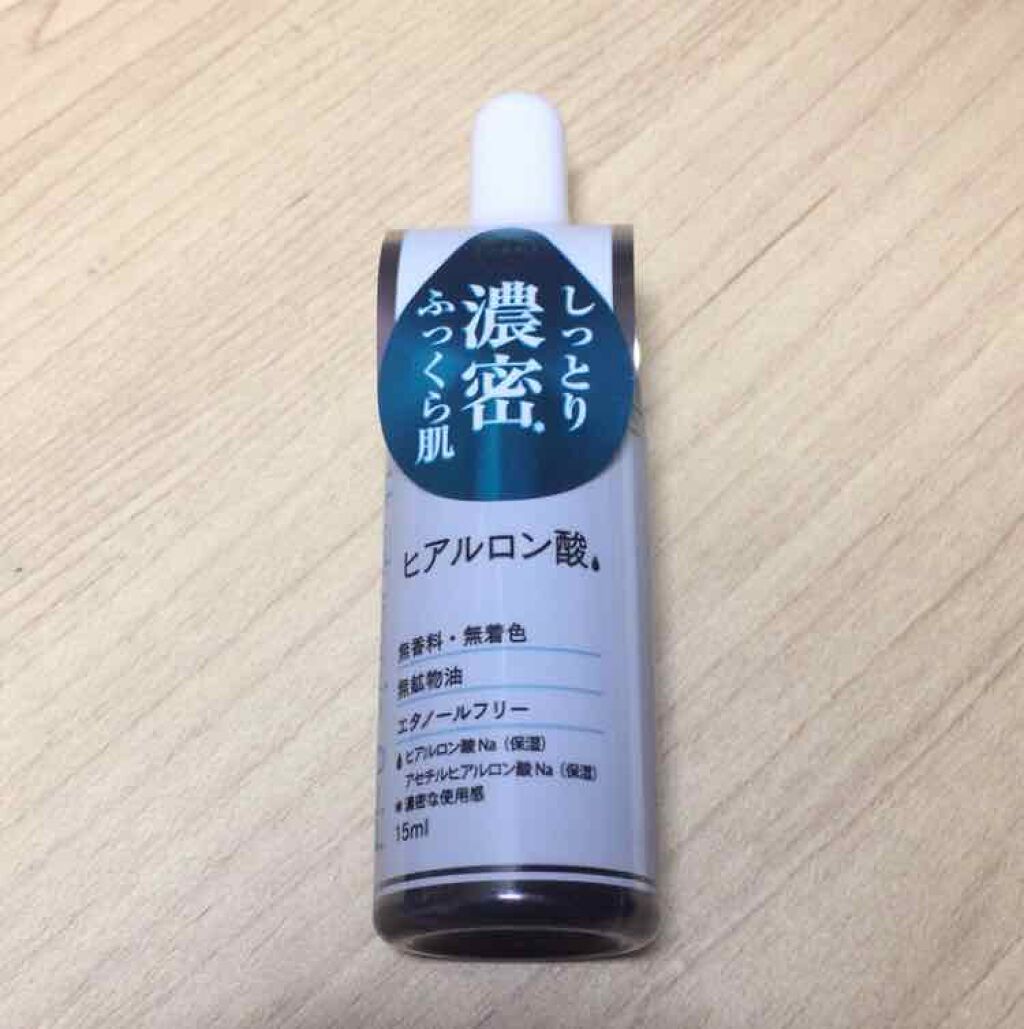 しっとり
濃密*
ふっくら肌
ヒアルロン酸
無香料・無着色
無鉱物油
エタノールフリー
ヒアルロン酸Na（保湿）
アセチルヒアルロン酸Na（保湿）
*濃密な使用感
15ml